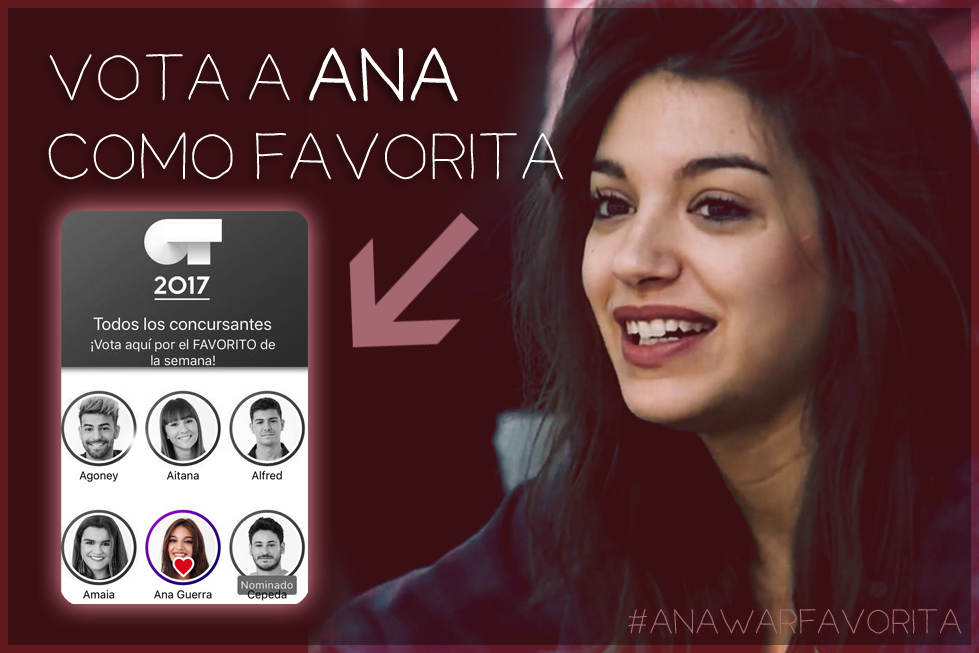 VOTA A ANA
COMO FAVORITA
OT
2017
Todos los concursantes
¡Vota aquí por el FAVORITO de
la semana!
Agoney Aitana Alfred
Nominado
Amaia Ana Guerra Cepeda
#ANAWARFAVORITA